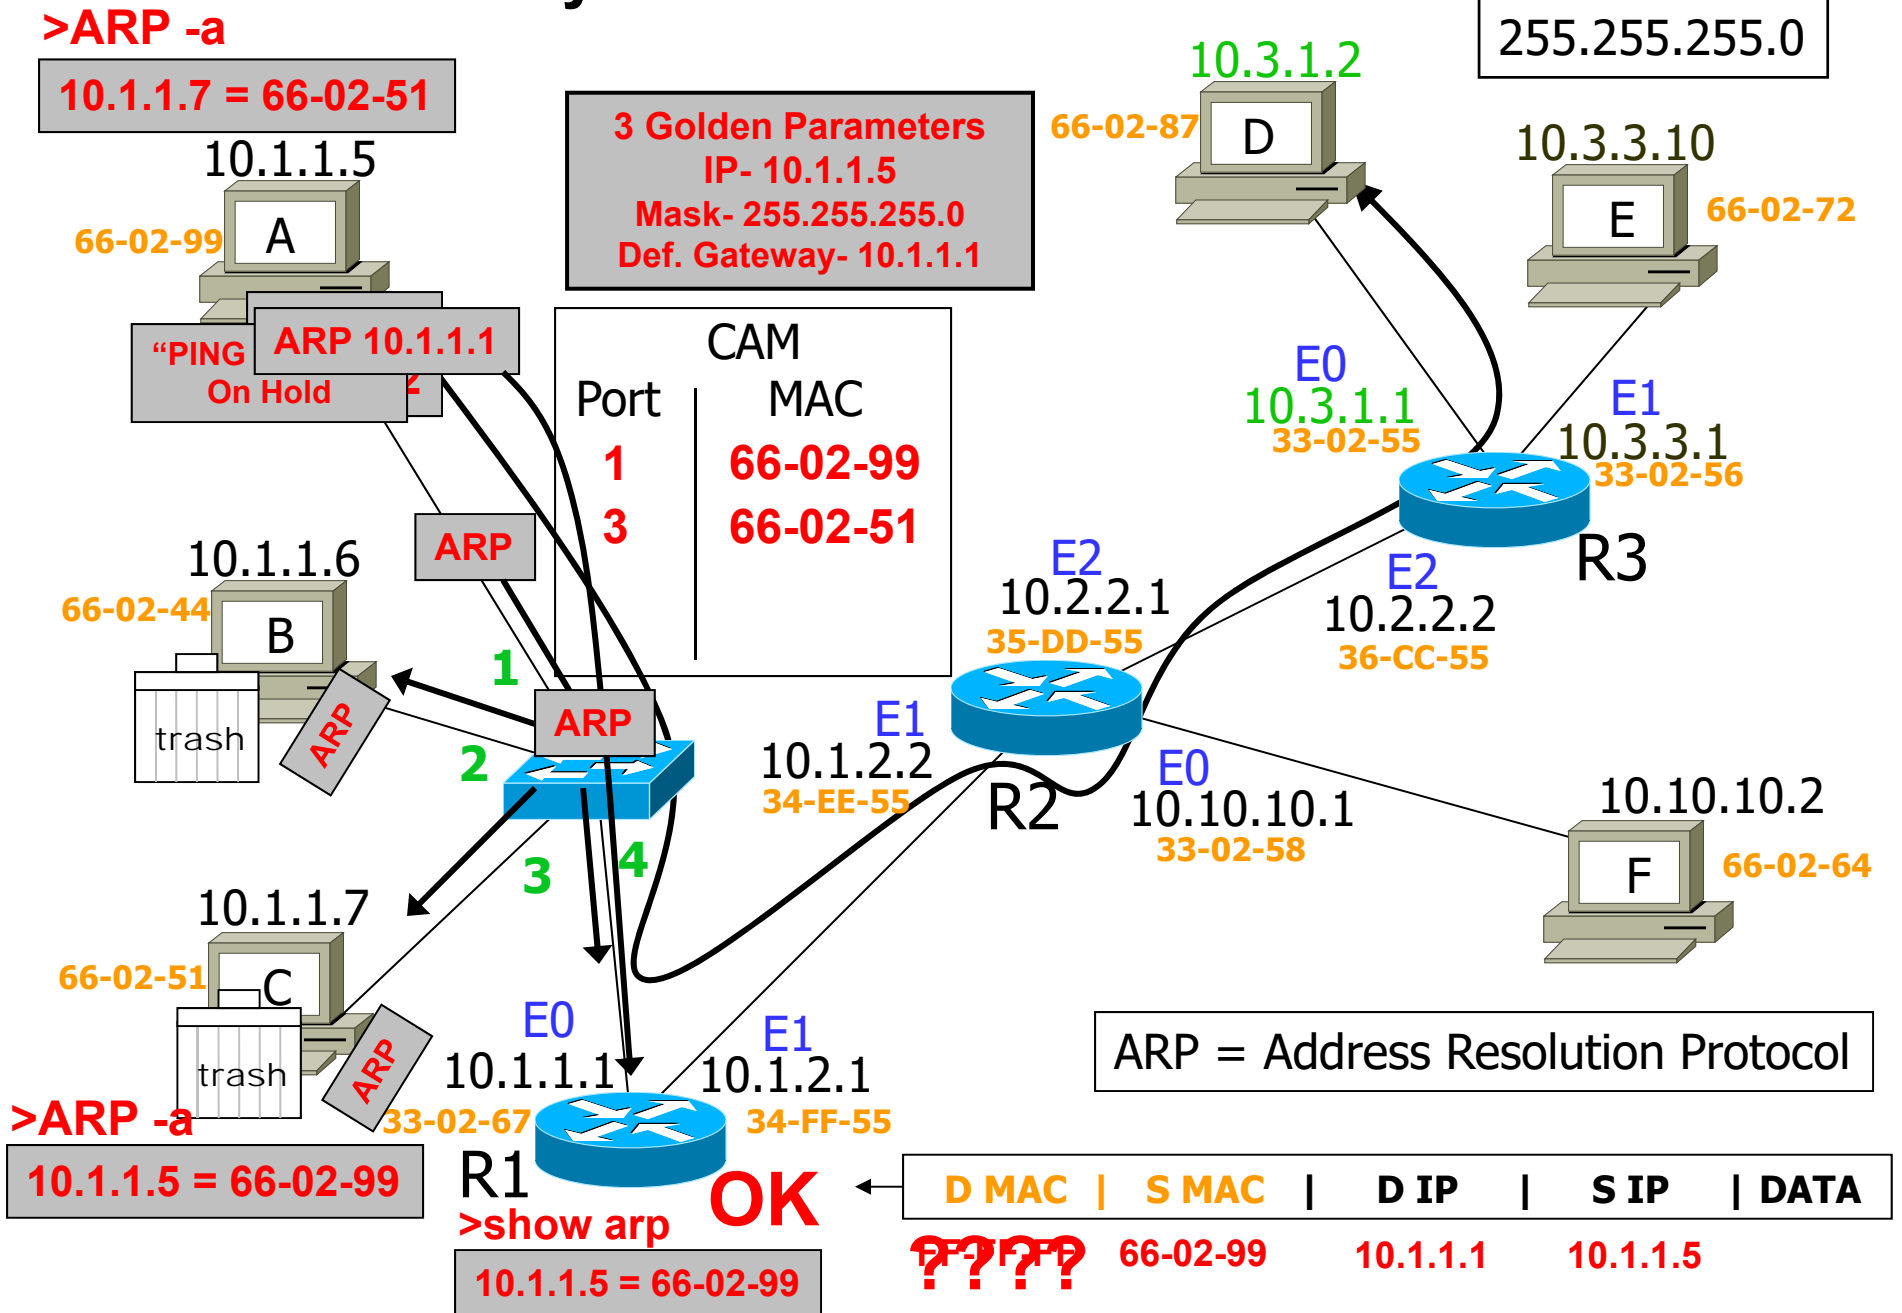 >ARP -a
10.1.1.7 = 66-02-51
10.1.1.5
66-02-99
A
"PING
On Hold
ARP 10.1.1.1
3 Golden Parameters
IP- 10.1.1.5
Mask- 255.255.255.0
Def. Gateway- 10.1.1.1
255.255.255.0
10.3.1.2
66-02-87
D
10.3.3.10
E
66-02-72
CAM
Port
MAC
1
66-02-99
3
66-02-51
E0
10.3.1.1
33-02-55
E1
10.3.3.1
33-02-56
R3
ARP
10.1.1.6
66-02-44
B
trash
ARP
1
ARP
2
3
4
E2
10.2.2.1
35-DD-55
E2
10.2.2.2
36-CC-55
E1
10.1.2.2
34-EE-55
R2
E0
10.10.10.1
33-02-58
10.10.10.2
F
66-02-64
10.1.1.7
66-02-51
C
trash
ARP
>ARP -a
10.1.1.5 = 66-02-99
E0
10.1.1.1
33-02-67
E1
10.1.2.1
34-FF-55
R1
OK
>show arp
10.1.1.5 = 66-02-99
ARP = Address Resolution Protocol
D MAC | S MAC | D IP | S IP | DATA
???? 66-02-99 10.1.1.1 10.1.1.5